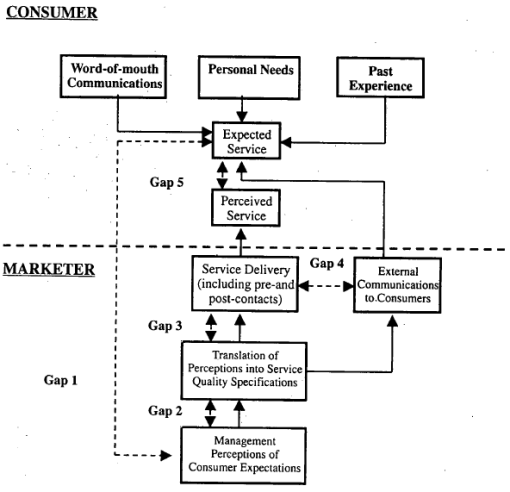 CONSUMER
Word-of-mouth
Communications
Personal Needs
Past
Experience
Expected
Service
Gap 5
Perceived
Service
MARKETER
Service Delivery
(including pre-and
post-contacts)
Gap 4
External
Communications
to.Consumers
Gap 3
Translation of
Perceptions into Service
Quality Specifications
Gap 1
Gap 2
Management
Perceptions of
Consumer Expectations